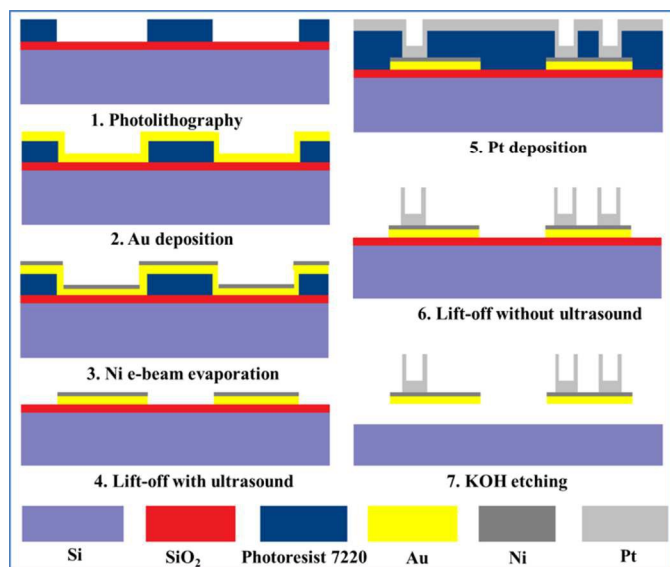 1. Photolithography
2. Au deposition
3. Ni e-beam evaporation
4. Lift-off with ultrasound
5. Pt deposition
6. Lift-off without ultrasound
7. KOH etching
Si SiO₂ Photoresist 7220 Au Ni Pt